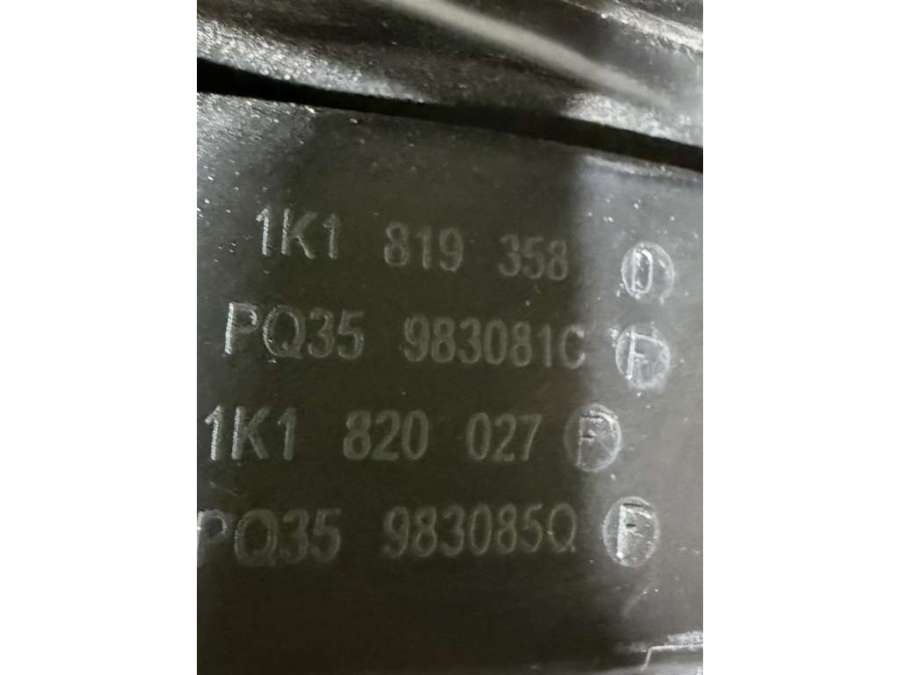 1K1 819 358 D
PQ35 983081C F
1K1 820 027 F
PQ35 983085Q F